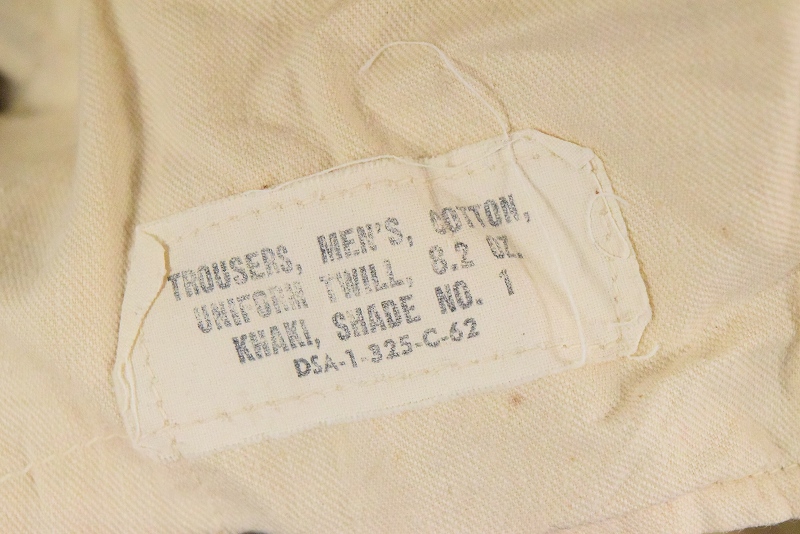 TROUSERS, MEN'S, COTTON,
UNIFORM TWILL, 8.2 OZ.
KHAKI, SHADE NO. 1
DSA-1-325-C-62